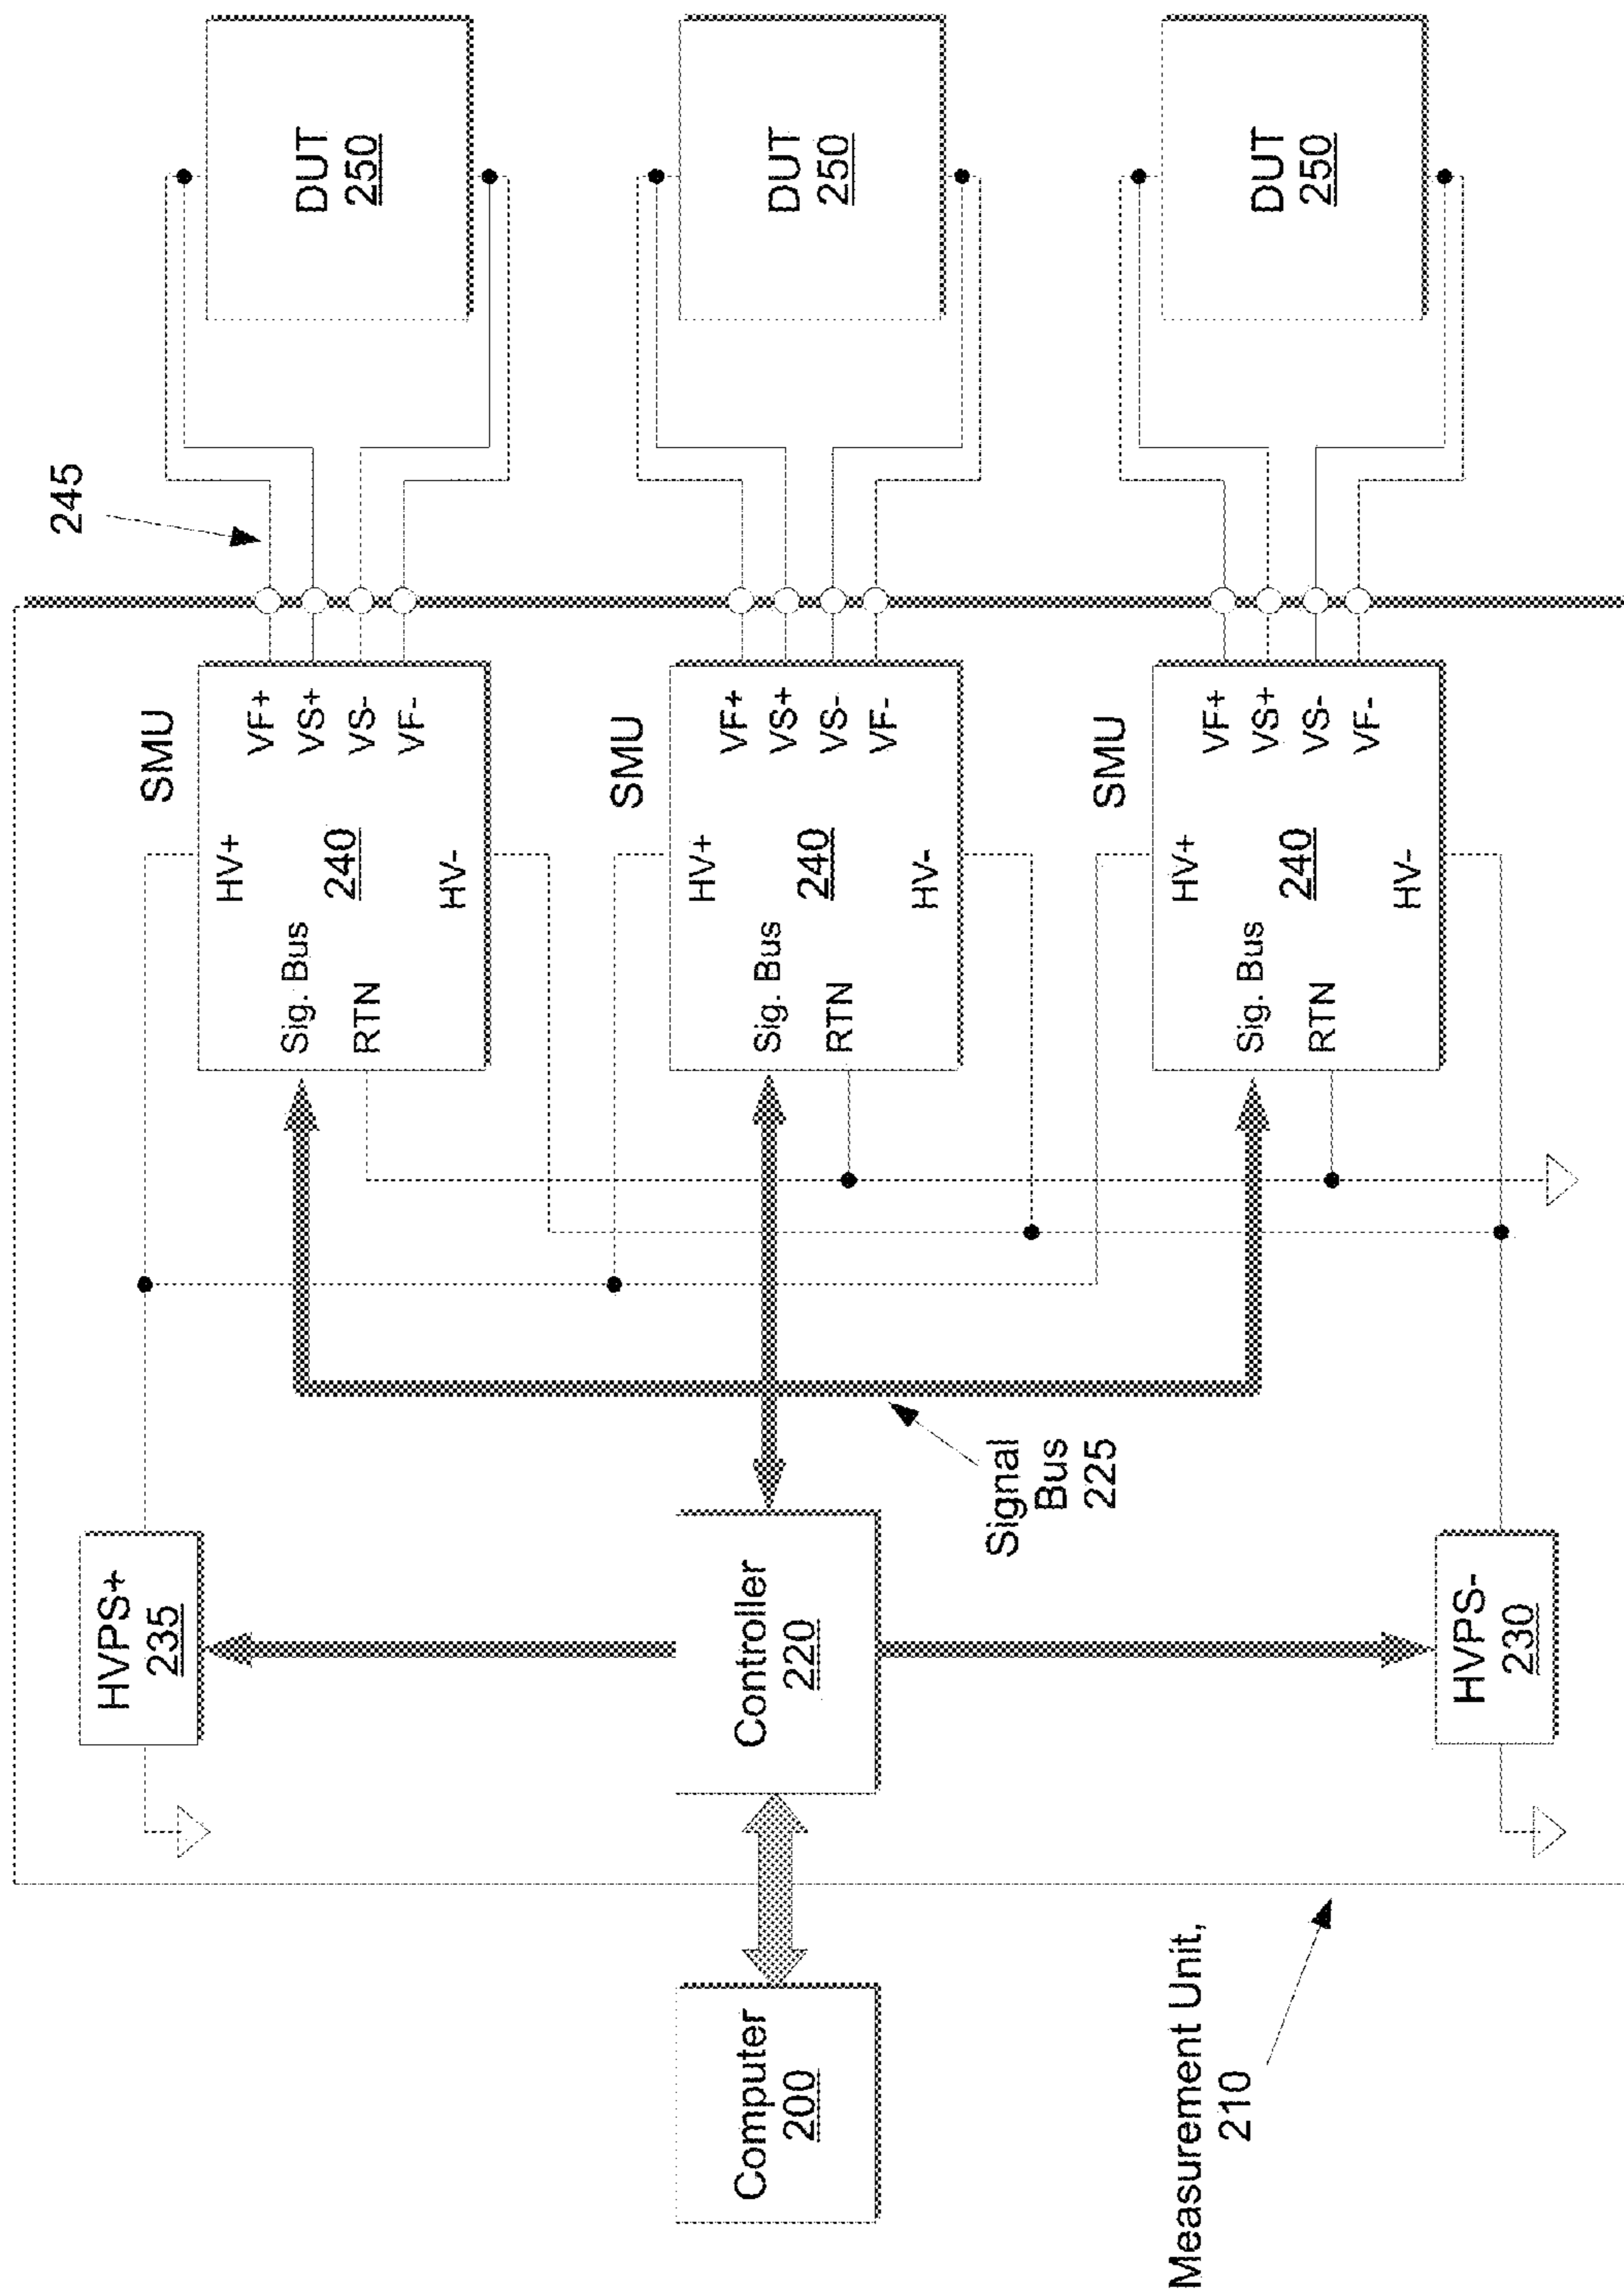 Computer
200
Measurement Unit,
210
HVPS+
235
Controller
220
HVPS-
230
Signal
Bus
225
SMU
HV+
Sig. Bus
RTN
240
HV-
VF+
VS+
VS-
VF-
SMU
HV+
Sig. Bus
RTN
240
HV-
VF+
VS+
VS-
VF-
SMU
HV+
Sig. Bus
RTN
240
HV-
VF+
VS+
VS-
VF-
245
DUT
250
DUT
250
DUT
250